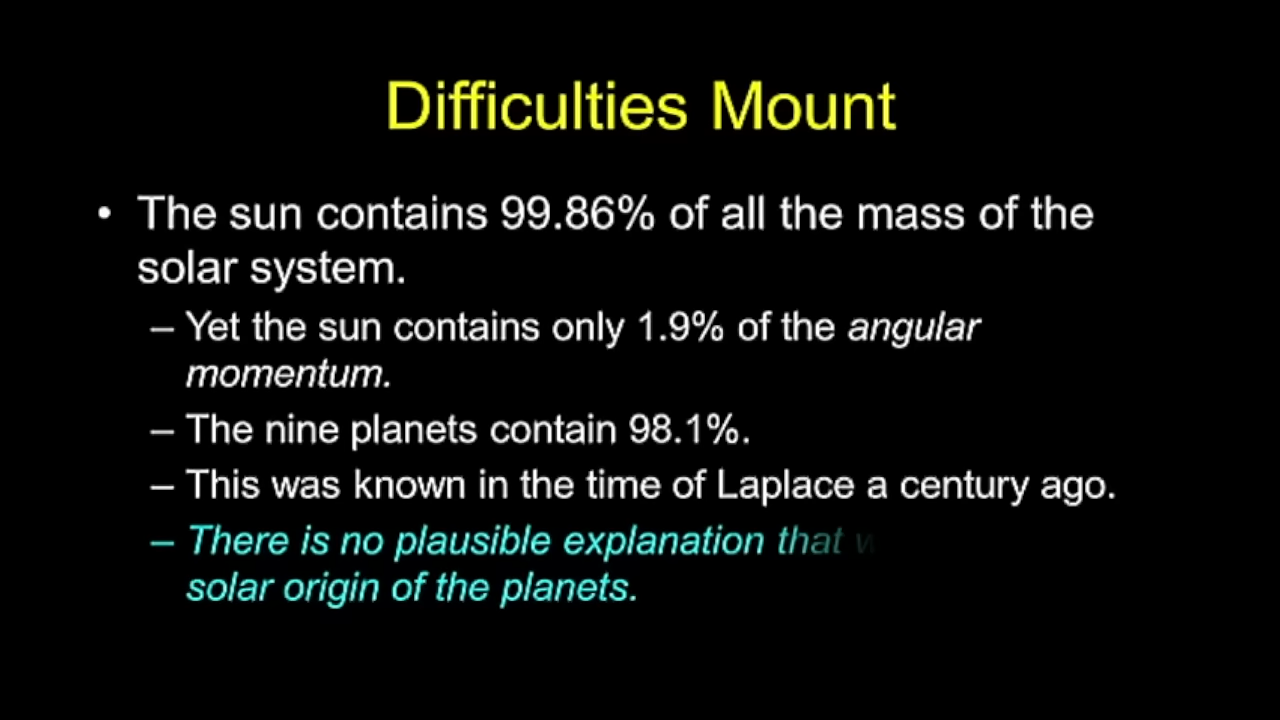 Difficulties Mount
• The sun contains 99.86% of all the mass of the
solar system.
– Yet the sun contains only 1.9% of the angular
momentum.
– The nine planets contain 98.1%.
– This was known in the time of Laplace a century ago.
– There is no plausible explanation that
solar origin of the planets.